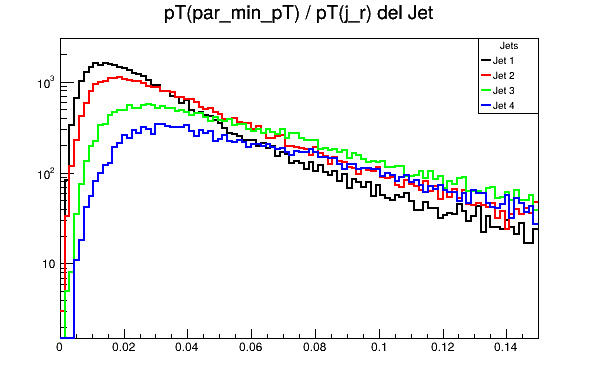 pT(par_min_pT) / pT(j_r) del Jet
Jets
Jet 1
Jet 2
Jet 3
Jet 4
10³
10²
10
0 0.02 0.04 0.06 0.08 0.1 0.12 0.14